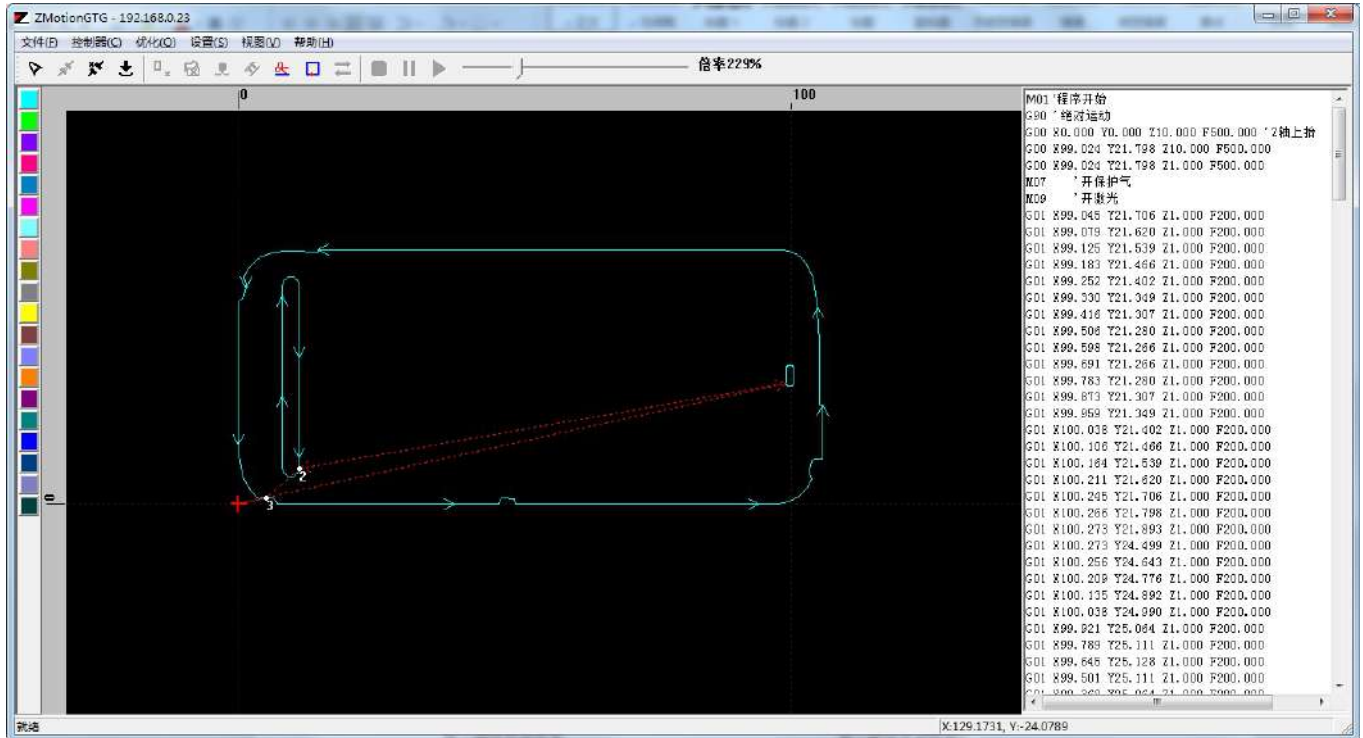 ZMotionGTG - 192.168.0.23
文件(F) 控制器(C) 优化(Q) 设置(S) 视图(V) 帮助(H)
倍率229%
0 100
0
2
3
M01 '程序开始
G90 '绝对运动
G00 X0.000 Y0.000 Z10.000 F500.000 'Z轴上抬
G00 X99.024 Y21.798 Z10.000 F500.000
G00 X99.024 Y21.798 Z1.000 F500.000
M07 '开保护气
M09 '开激光
G01 X99.045 Y21.706 Z1.000 F200.000
G01 X99.079 Y21.620 Z1.000 F200.000
G01 X99.125 Y21.539 Z1.000 F200.000
G01 X99.183 Y21.466 Z1.000 F200.000
G01 X99.252 Y21.402 Z1.000 F200.000
G01 X99.330 Y21.349 Z1.000 F200.000
G01 X99.416 Y21.307 Z1.000 F200.000
G01 X99.506 Y21.280 Z1.000 F200.000
G01 X99.598 Y21.266 Z1.000 F200.000
G01 X99.691 Y21.266 Z1.000 F200.000
G01 X99.783 Y21.280 Z1.000 F200.000
G01 X99.873 Y21.307 Z1.000 F200.000
G01 X99.959 Y21.349 Z1.000 F200.000
G01 X100.038 Y21.402 Z1.000 F200.000
G01 X100.106 Y21.466 Z1.000 F200.000
G01 X100.164 Y21.539 Z1.000 F200.000
G01 X100.211 Y21.620 Z1.000 F200.000
G01 X100.245 Y21.706 Z1.000 F200.000
G01 X100.266 Y21.798 Z1.000 F200.000
G01 X100.273 Y21.893 Z1.000 F200.000
G01 X100.273 Y24.499 Z1.000 F200.000
G01 X100.256 Y24.643 Z1.000 F200.000
G01 X100.209 Y24.776 Z1.000 F200.000
G01 X100.135 Y24.892 Z1.000 F200.000
G01 X100.038 Y24.990 Z1.000 F200.000
G01 X99.921 Y25.064 Z1.000 F200.000
G01 X99.789 Y25.111 Z1.000 F200.000
G01 X99.645 Y25.128 Z1.000 F200.000
G01 X99.501 Y25.111 Z1.000 F200.000
就绪
X:129.1731, Y:-24.0789